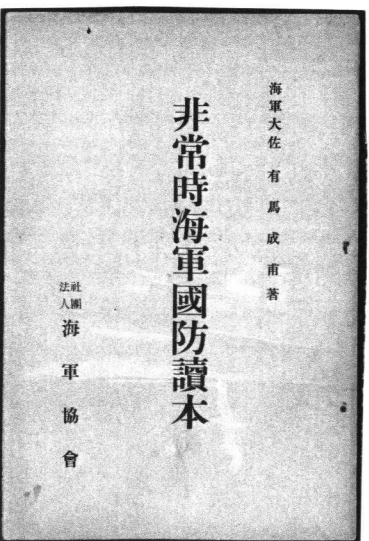 海軍大佐 有馬成甫著
非常時海軍國防讀本
社團法人 海軍協會